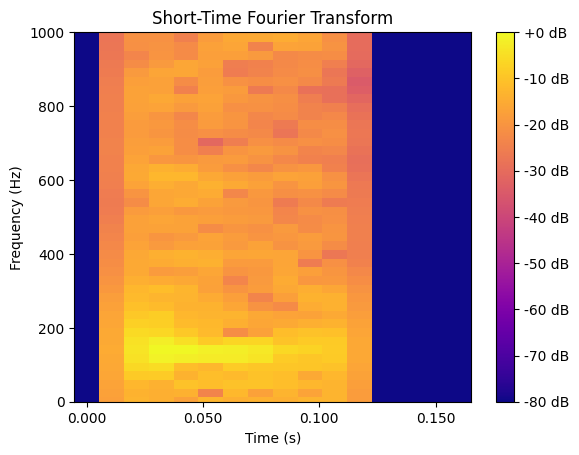 Short-Time Fourier Transform
1000
800
600
400
200
0
Frequency (Hz)
0.000
0.050
0.100
0.150
Time (s)
+0 dB
-10 dB
-20 dB
-30 dB
-40 dB
-50 dB
-60 dB
-70 dB
-80 dB